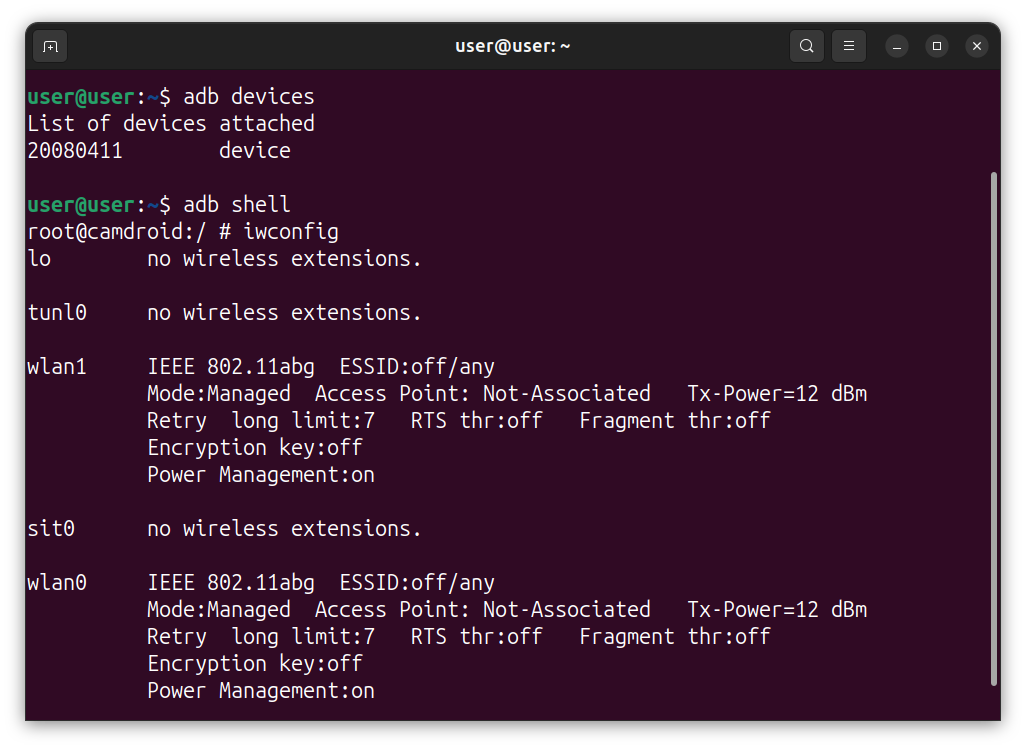 user@user: ~
user@user:~$ adb devices
List of devices attached
20080411        device
user@user:~$ adb shell
root@camdroid:/ # iwconfig
lo        no wireless extensions.
tunl0     no wireless extensions.
wlan1     IEEE 802.11abg  ESSID:off/any
          Mode:Managed  Access Point: Not-Associated   Tx-Power=12 dBm
          Retry  long limit:7   RTS thr:off   Fragment thr:off
          Encryption key:off
          Power Management:on
sit0      no wireless extensions.
wlan0     IEEE 802.11abg  ESSID:off/any
          Mode:Managed  Access Point: Not-Associated   Tx-Power=12 dBm
          Retry  long limit:7   RTS thr:off   Fragment thr:off
          Encryption key:off
          Power Management:on